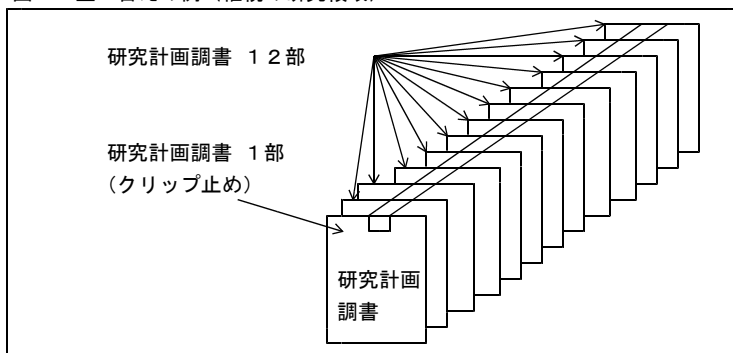 研究計画調書 １２部
研究計画調書 １部
（クリップ止め）
研究計画
調書